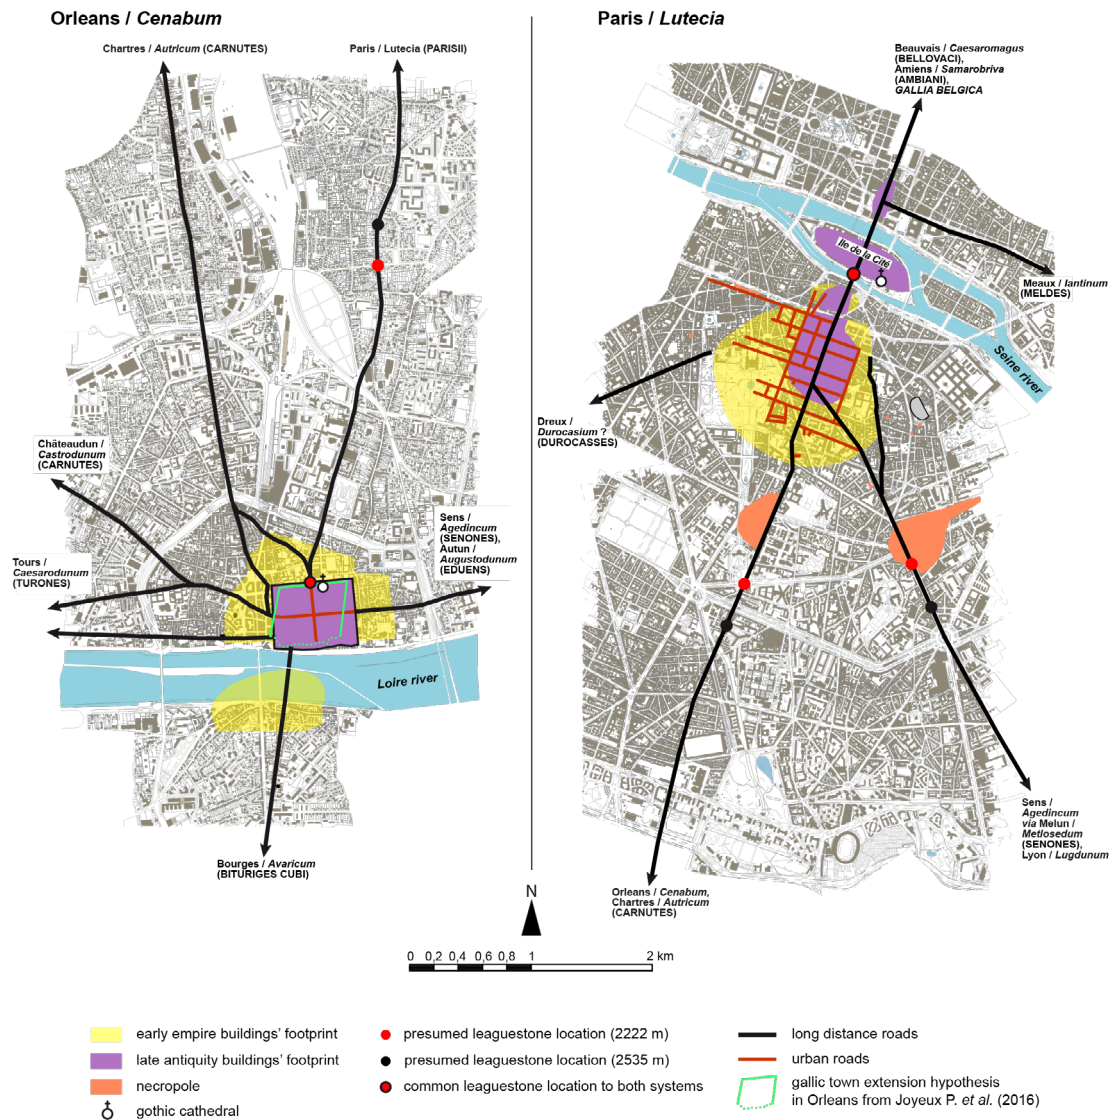 Orleans / Cenabum
Paris / Lutecia
Chartres / Autricum (CARNUTES)
Paris / Lutecia (PARISII)
Châteaudun /
Castrodunum
(CARNUTES)
Tours /
Caesarodunum
(TURONES)
Sens /
Agedincum
(SENONES),
Autun /
Augustodunum
(EDUENS)
Loire river
Bourges / Avaricum
(BITURIGES CUBI)
Beauvais / Caesaromagus
(BELLOVACI),
Amiens / Samarobriva
(AMBIANI),
GALLIA BELGICA
Ile de la Cité
Meaux / Iantinum
(MELDES)
Seine river
Dreux /
Durocasium ?
(DUROCASSES)
Sens /
Agedincum
via Melun /
Metlosedum
(SENONES),
Lyon / Lugdunum
Orleans / Cenabum,
Chartres / Autricum
(CARNUTES)
N
0 0,2 0,4 0,6 0,8 1 2 km
early empire buildings' footprint
late antiquity buildings' footprint
necropole
gothic cathedral
presumed leaguestone location (2222 m)
presumed leaguestone location (2535 m)
common leaguestone location to both systems
long distance roads
urban roads
gallic town extension hypothesis
in Orleans from Joyeux P. et al. (2016)